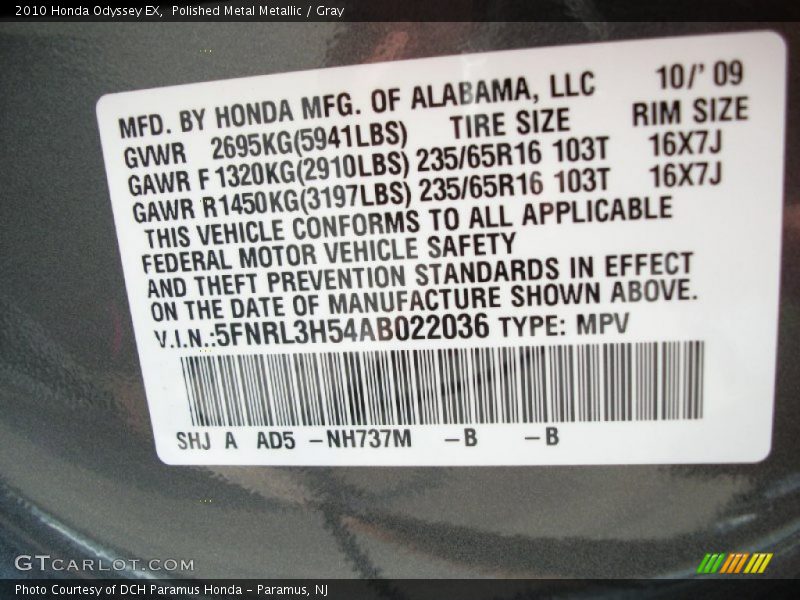 2010 Honda Odyssey EX,  Polished Metal Metallic / Gray
MFD. BY HONDA MFG. OF ALABAMA, LLC 10/' 09
GVWR 2695KG(5941LBS) TIRE SIZE RIM SIZE
GAWR F 1320KG(2910LBS) 235/65R16 103T 16X7J
GAWR R1450KG(3197LBS) 235/65R16 103T 16X7J
THIS VEHICLE CONFORMS TO ALL APPLICABLE
FEDERAL MOTOR VEHICLE SAFETY
AND THEFT PREVENTION STANDARDS IN EFFECT
ON THE DATE OF MANUFACTURE SHOWN ABOVE.
V.I.N.:5FNRL3H54AB022036 TYPE: MPV
SHJ A AD5 -NH737M -B -B
GTCARLOT.COM
Photo Courtesy of DCH Paramus Honda - Paramus, NJ